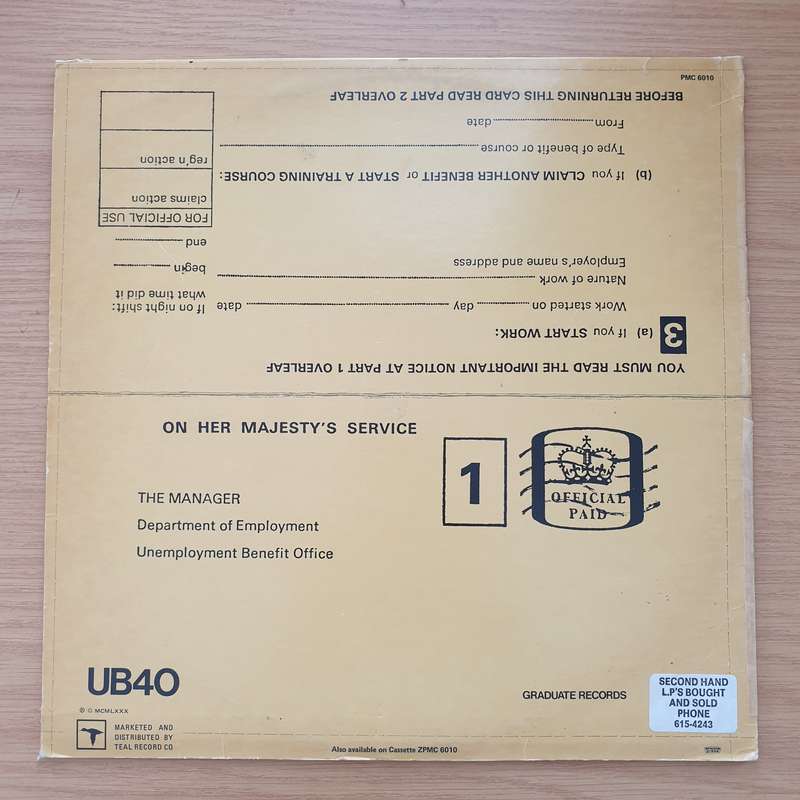 PMC 6010
YOU MUST READ THE IMPORTANT NOTICE AT PART 1 OVERLEAF
3 (a) If you START WORK:
Work started on ............ day ............ date ............
Nature of work ............
Employer's name and address
If on night shift:
what time did it
begin ............
end ............
(b) If you CLAIM ANOTHER BENEFIT or START A TRAINING COURSE:
Type of benefit or course ............
From ............ date ............
FOR OFFICIAL USE
claims action
reg'n action
BEFORE RETURNING THIS CARD READ PART 2 OVERLEAF
ON HER MAJESTY'S SERVICE
1
OFFICIAL
PAID
THE MANAGER
Department of Employment
Unemployment Benefit Office
UB40
℗ © MCMLXXX
MARKETED AND
DISTRIBUTED BY
TEAL RECORD CO
GRADUATE RECORDS
SECOND HAND
L.P'S BOUGHT
AND SOLD
PHONE
615-4243
Also available on Cassette ZPMC 6010